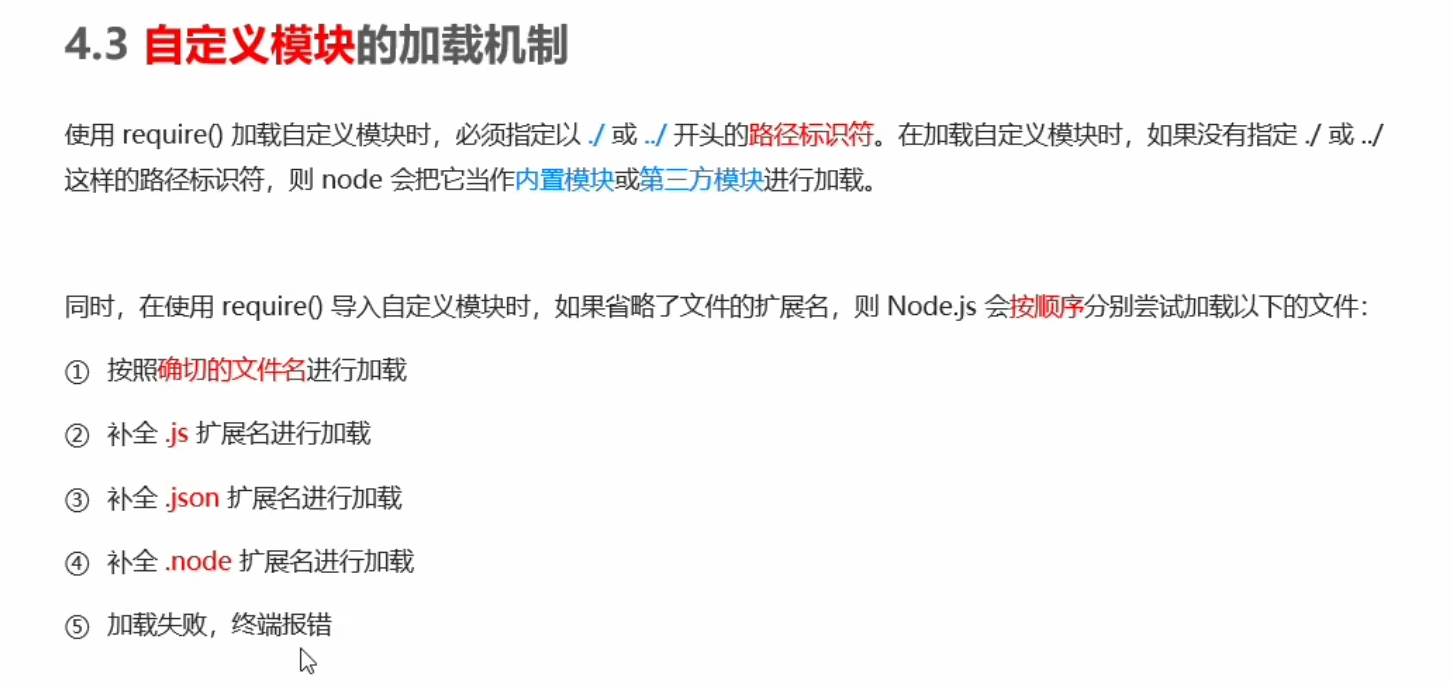 4.3 自定义模块的加载机制
使用 require() 加载自定义模块时，必须指定以 ./ 或 ../ 开头的路径标识符。在加载自定义模块时，如果没有指定 ./ 或 ../
这样的路径标识符，则 node 会把它当作内置模块或第三方模块进行加载。
同时，在使用 require() 导入自定义模块时，如果省略了文件的扩展名，则 Node.js 会按顺序分别尝试加载以下的文件：
① 按照确切的文件名进行加载
② 补全 .js 扩展名进行加载
③ 补全 .json 扩展名进行加载
④ 补全 .node 扩展名进行加载
⑤ 加载失败，终端报错